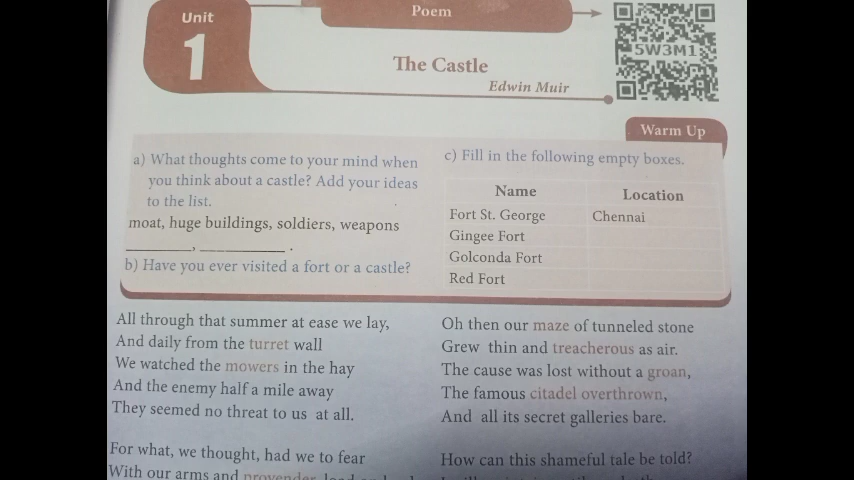 Unit
1
Poem
5W3M1
The Castle
Edwin Muir
Warm Up
a) What thoughts come to your mind when
you think about a castle? Add your ideas
to the list.
moat, huge buildings, soldiers, weapons
__________, _____________ .
b) Have you ever visited a fort or a castle?
c) Fill in the following empty boxes.
Name Location
Fort St. George Chennai
Gingee Fort
Golconda Fort
Red Fort
All through that summer at ease we lay,
And daily from the turret wall
We watched the mowers in the hay
And the enemy half a mile away
They seemed no threat to us at all.
For what, we thought, had we to fear
With our arms and provender,
Oh then our maze of tunneled stone
Grew thin and treacherous as air.
The cause was lost without a groan,
The famous citadel overthrown,
And all its secret galleries bare.
How can this shameful tale be told?